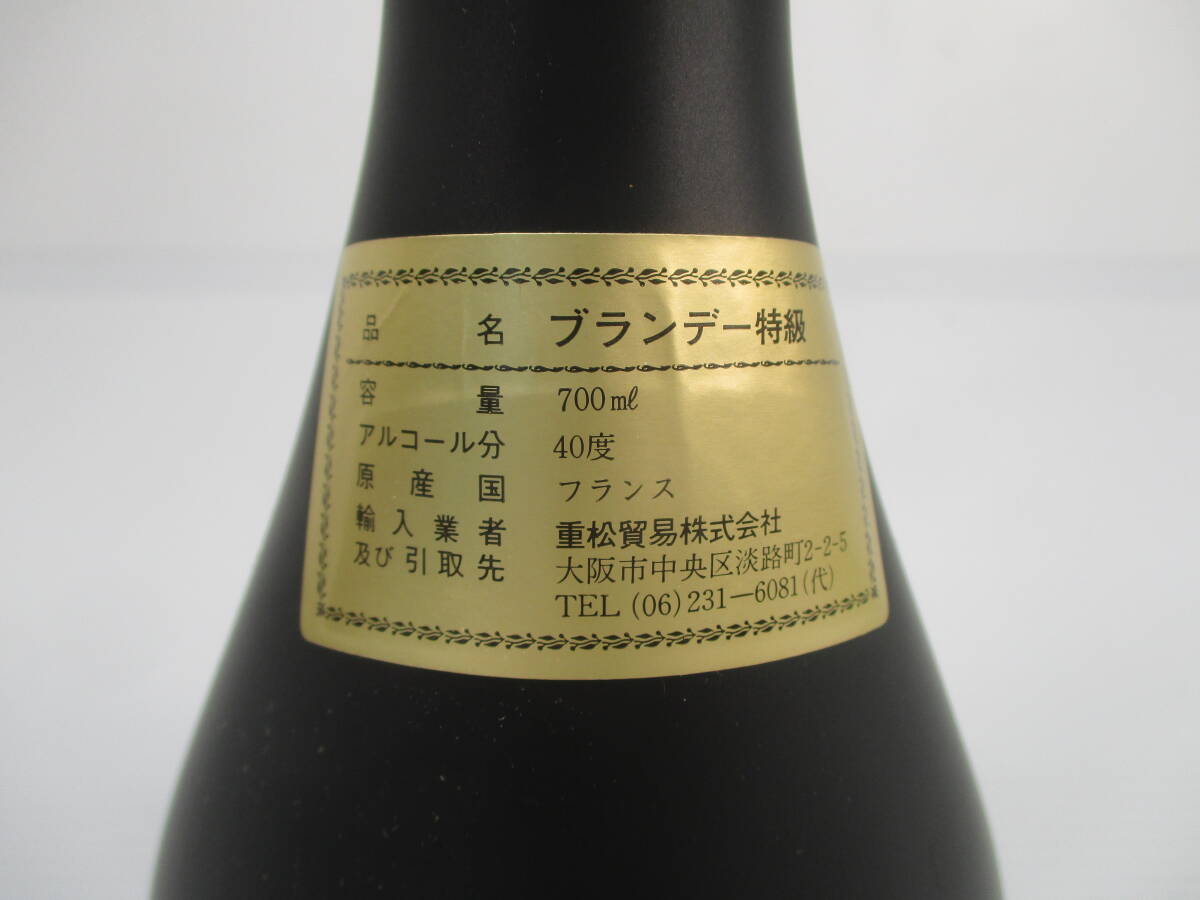 品名 ブランデー特級
容量 700㎖
アルコール分 40度
原産国 フランス
輸入業者 重松貿易株式会社
及び引取先 大阪市中央区淡路町2-2-5
TEL (06)231-6081(代)